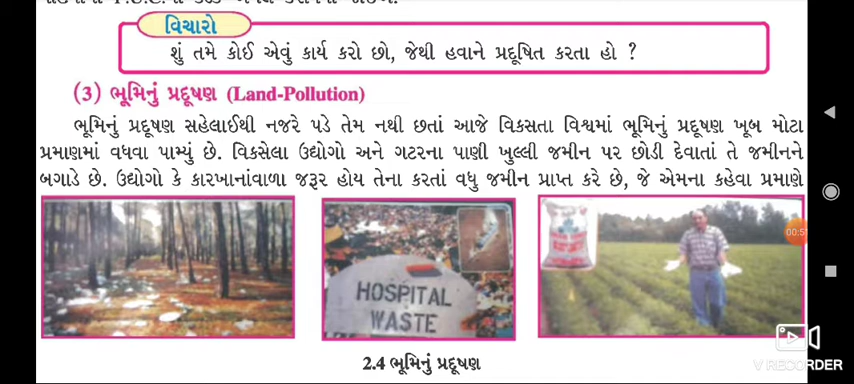 વિચારો
શું તમે કોઈ એવું કાર્ય કરો છો, જેથી હવાને પ્રદૂષિત કરતા હો ?
(3) ભૂમિનું પ્રદૂષણ (Land-Pollution)
ભૂમિનું પ્રદૂષણ સહેલાઈથી નજરે પડે તેમ નથી છતાં આજે વિકસતા વિશ્વમાં ભૂમિનું પ્રદૂષણ ખૂબ મોટા
પ્રમાણમાં વધવા પામ્યું છે. વિકસેલા ઉદ્યોગો અને ગટરના પાણી ખુલ્લી જમીન પર છોડી દેવાતાં તે જમીનને
બગાડે છે. ઉદ્યોગો કે કારખાનાંવાળા જરૂર હોય તેના કરતાં વધુ જમીન પ્રાપ્ત કરે છે, જે એમના કહેવા પ્રમાણે
HOSPITAL
WASTE
2.4 ભૂમિનું પ્રદૂષણ
V RECORDER